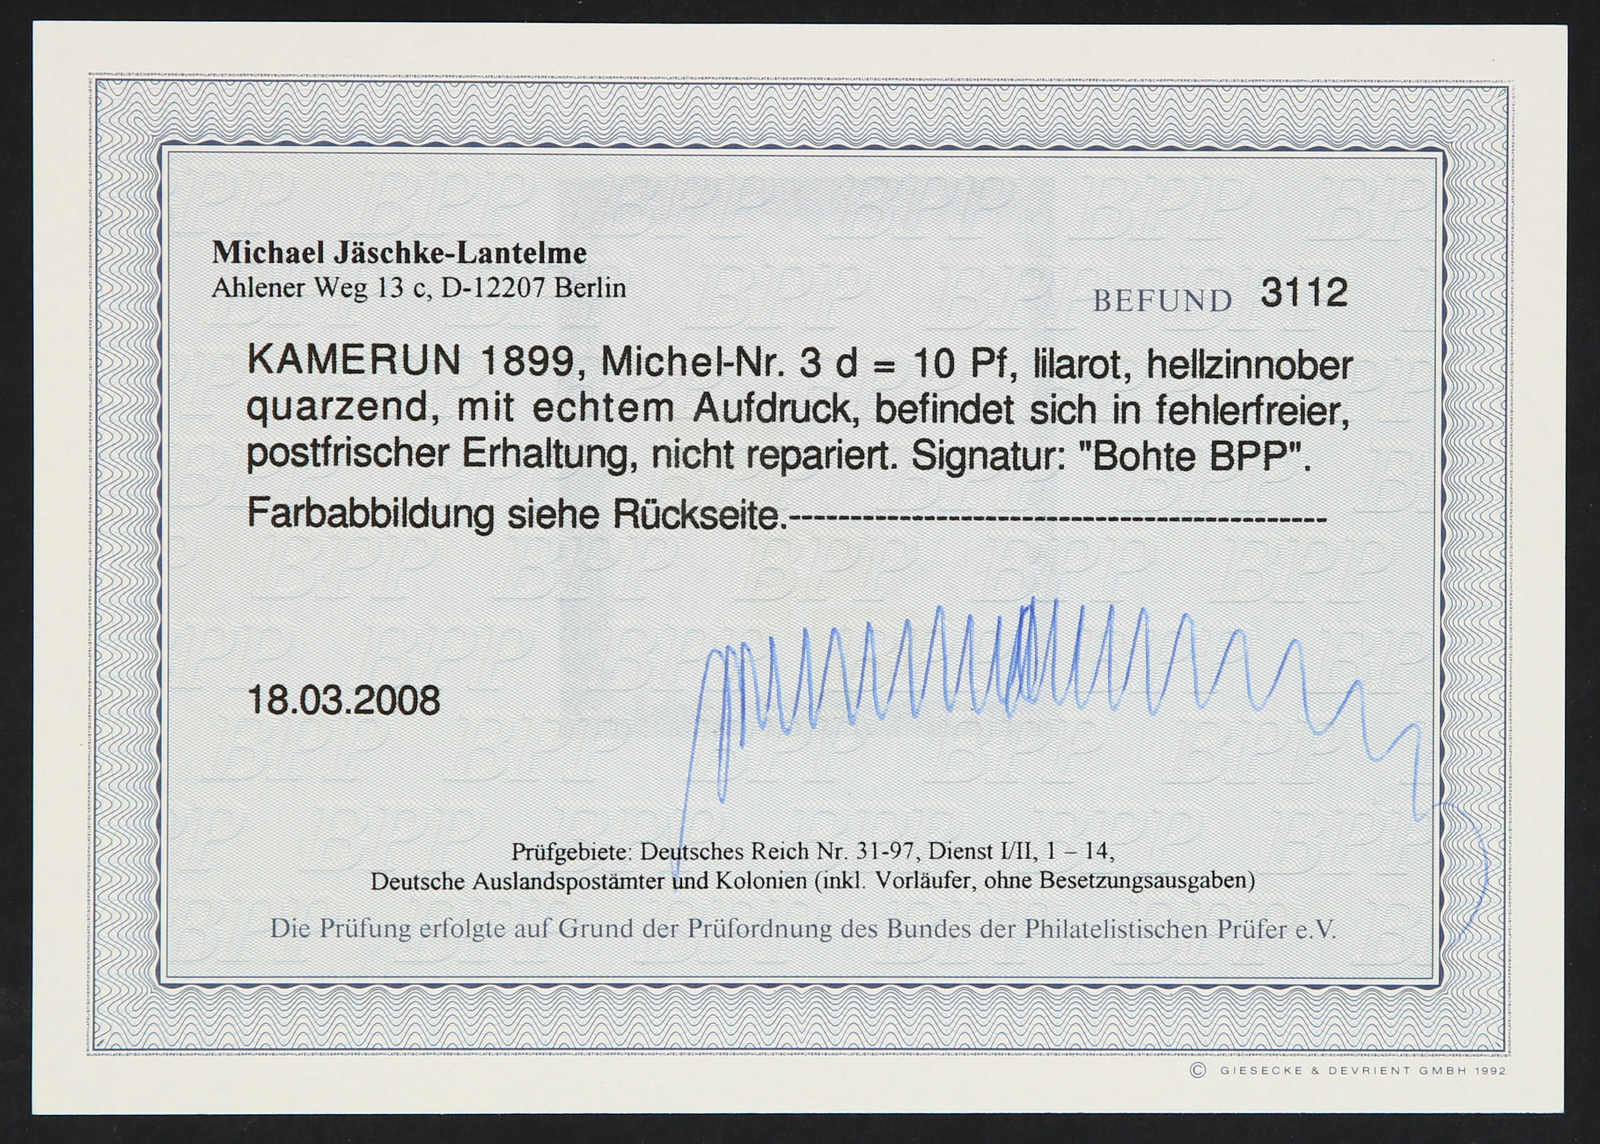 Michael Jäschke-Lantelme
Ahlener Weg 13 c, D-12207 Berlin
BEFUND 3112
KAMERUN 1899, Michel-Nr. 3 d = 10 Pf, lilarot, hellzinnober
quarzend, mit echtem Aufdruck, befindet sich in fehlerfreier,
postfrischer Erhaltung, nicht repariert. Signatur: "Bohte BPP".
Farbabbildung siehe Rückseite.--------------------------------------------
18.03.2008
Prüfgebiete: Deutsches Reich Nr. 31-97, Dienst I/II, 1 – 14,
Deutsche Auslandspostämter und Kolonien (inkl. Vorläufer, ohne Besetzungsausgaben)
Die Prüfung erfolgte auf Grund der Prüfordnung des Bundes der Philatelistischen Prüfer e.V.
© GIESECKE & DEVRIENT GMBH 1992